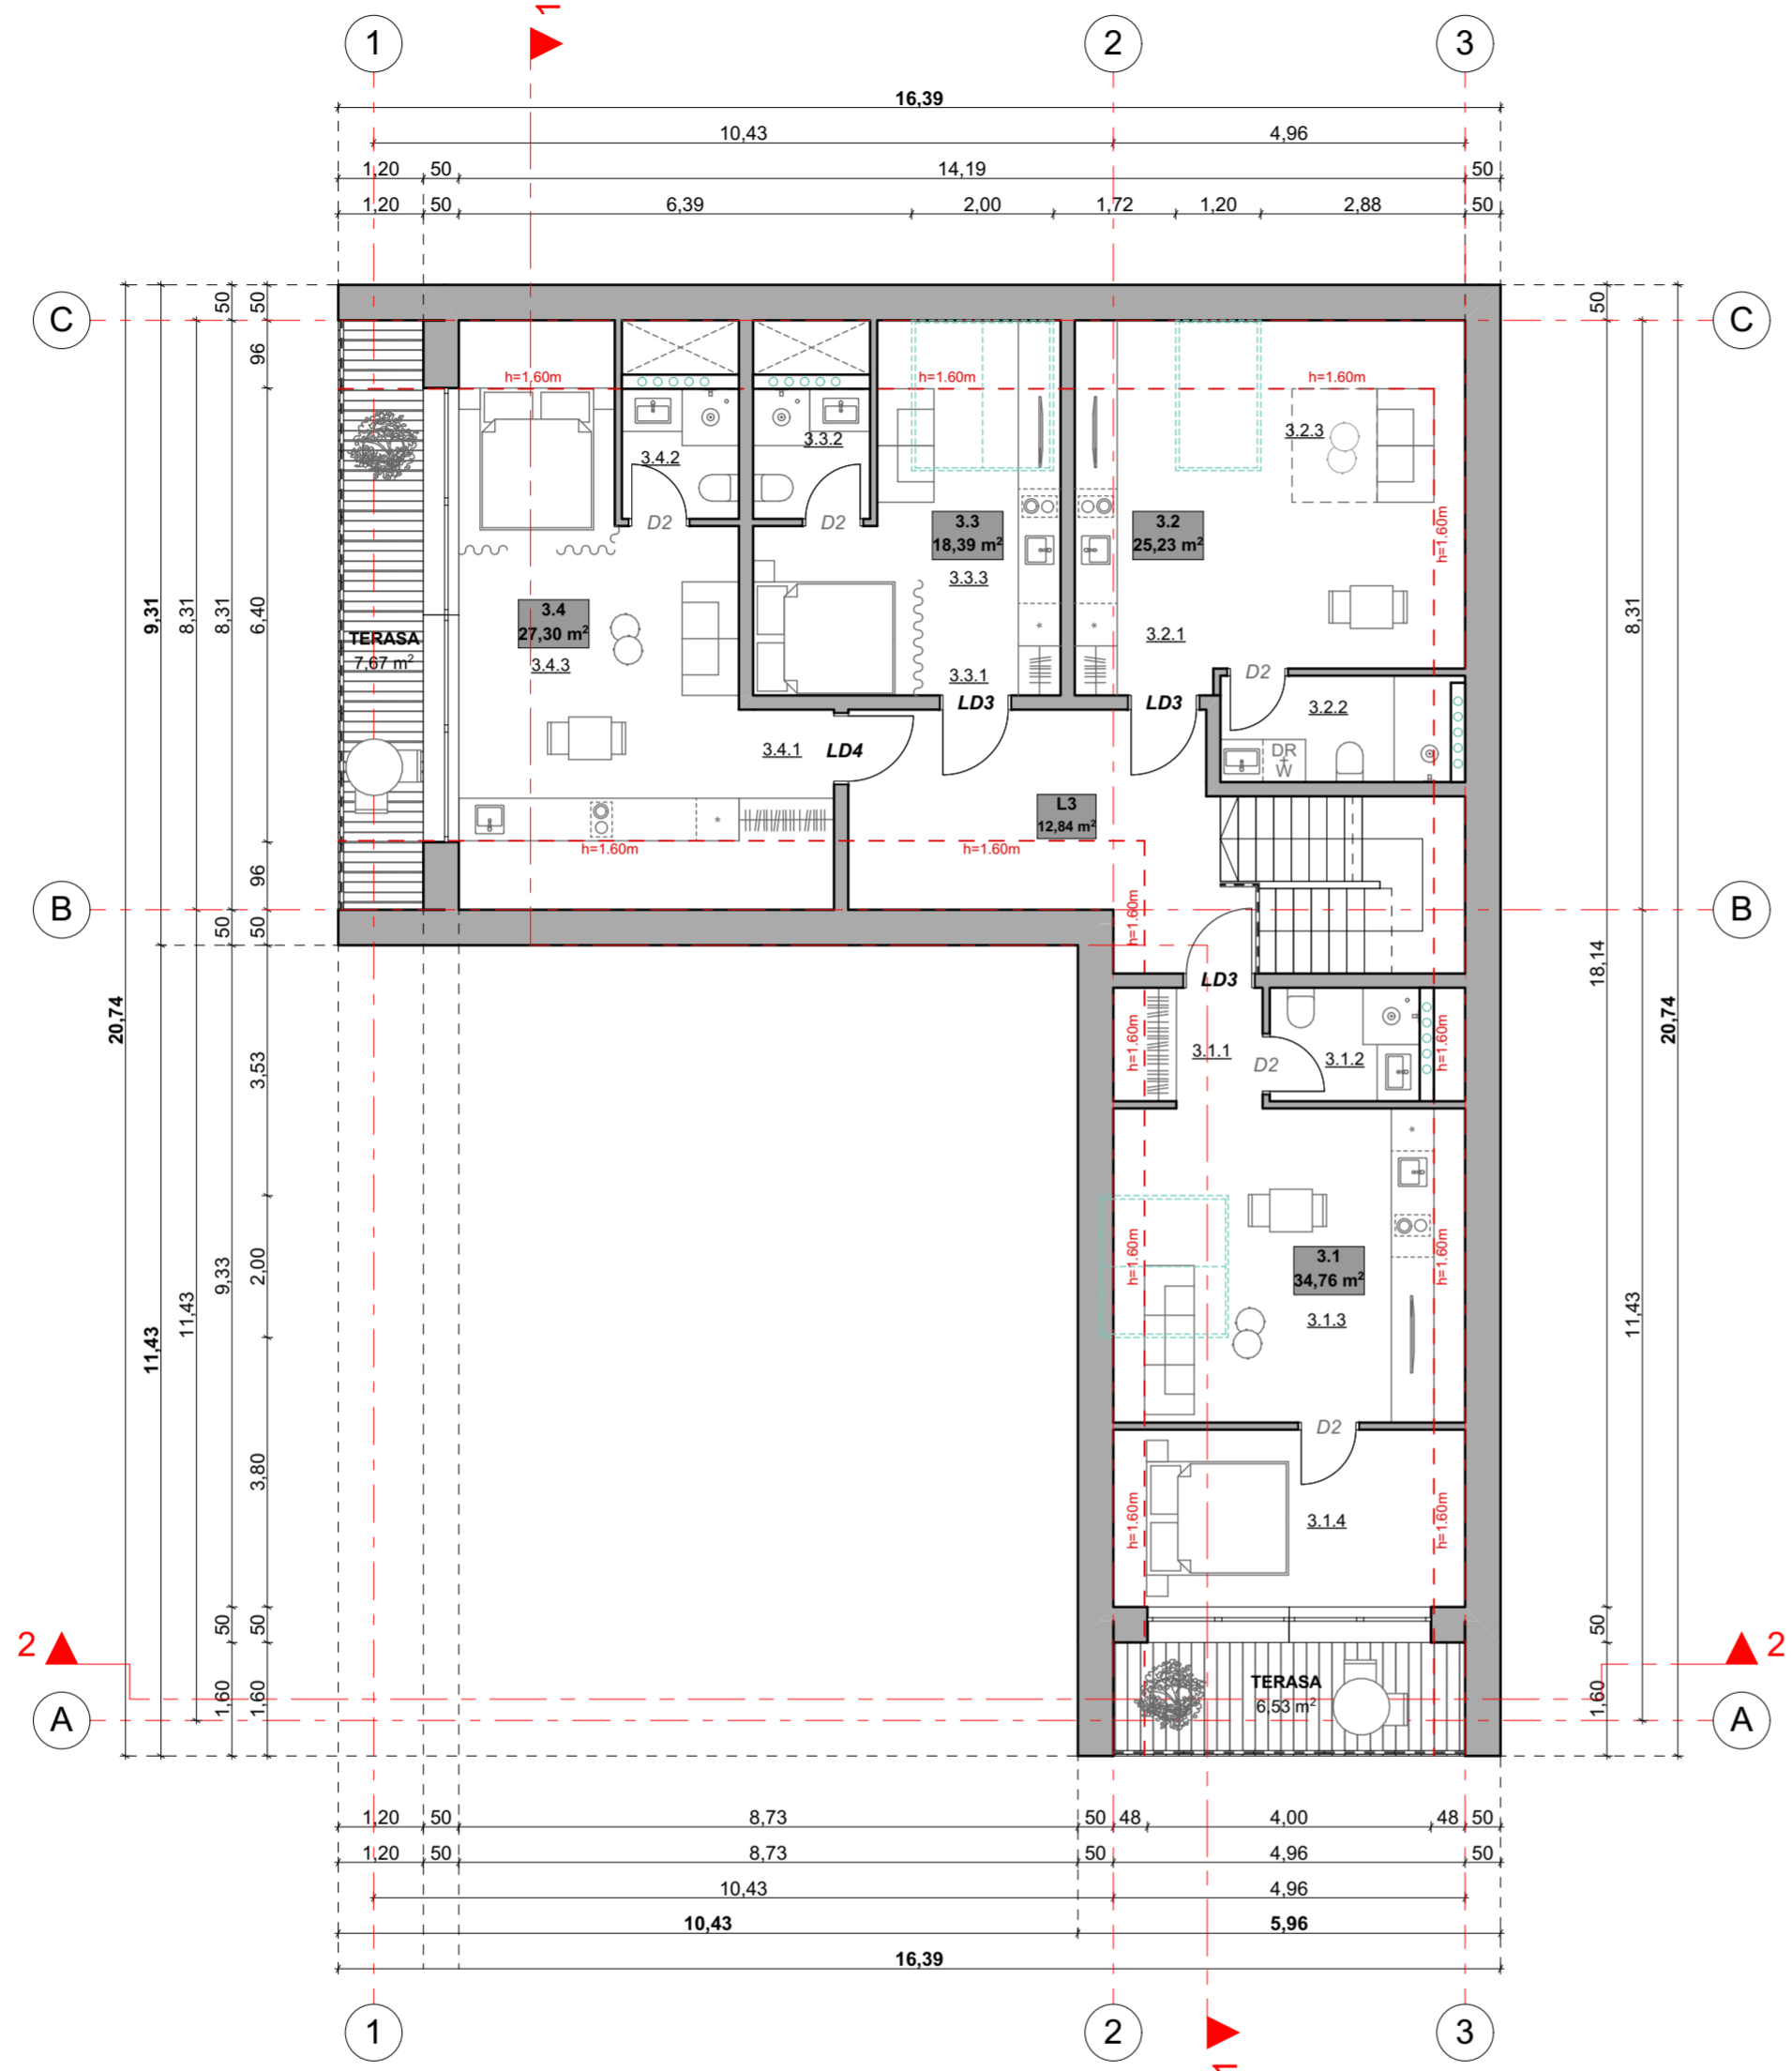 1
1
2
3
16,39
10,43
4,96
1,20
50
14,19
50
1,20
50
6,39
2,00
1,72
1,20
2,88
50
C
C
50
50
50
96
h=1.60m
h=1.60m
h=1.60m
3.2.3
3.3.2
3.4.2
D2
D2
3.3
18,39 m²
3.3.3
3.2
25,23 m²
h=1.60m
9,31
8,31
8,31
6,40
8,31
3.4
27,30 m²
3.4.3
TERASA
7,67 m²
*
*
3.2.1
3.3.1
D2
LD3
LD3
3.2.2
3.4.1
LD4
DR
W
L3
12,84 m²
*
h=1.60m
h=1.60m
96
B
B
50
50
h=1.60m
LD3
20,74
18,14
20,74
h=1.60m
3.1.1
D2
3.1.2
h=1.60m
3,53
*
h=1.60m
h=1.60m
3.1
34,76 m²
3.1.3
9,33
2,00
11,43
11,43
11,43
D2
3,80
h=1.60m
3.1.4
h=1.60m
50
50
50
2
2
TERASA
6,53 m²
1,60
1,60
1,60
A
A
1,20
50
8,73
50
48
4,00
48
50
1,20
50
8,73
50
4,96
50
10,43
4,96
10,43
5,96
16,39
1
2
3
1